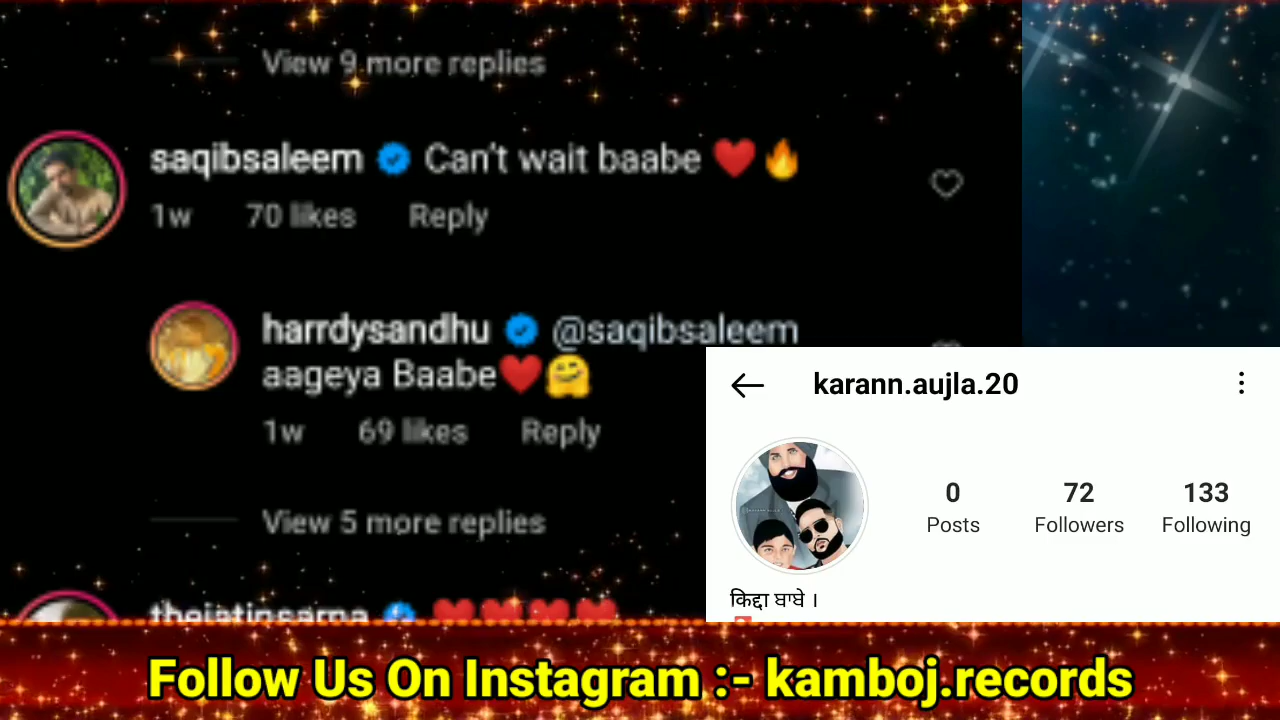 View 9 more replies
saqibsaleem Can't wait baabe ❤️🔥
1w 70 likes Reply
harrdysandhu @saqibsaleem
aageya Baabe❤️🤗
1w 69 likes Reply
View 5 more replies
thejatinsarna ❤️❤️❤️❤️
karann.aujla.20
0 72 133
Posts Followers Following
किद्दा ਬਾਬੇ ।
Follow Us On Instagram :- kamboj.records